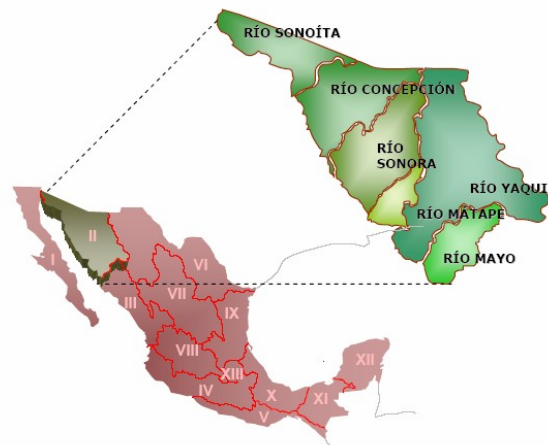 RÍO SONOÍTA
RÍO CONCEPCIÓN
RÍO
SONORA
RÍO YAQUI
RÍO MATAPE
RÍO MAYO
I
II
III
VI
VII
IX
VIII
XIII
IV
X
V
XI
XII